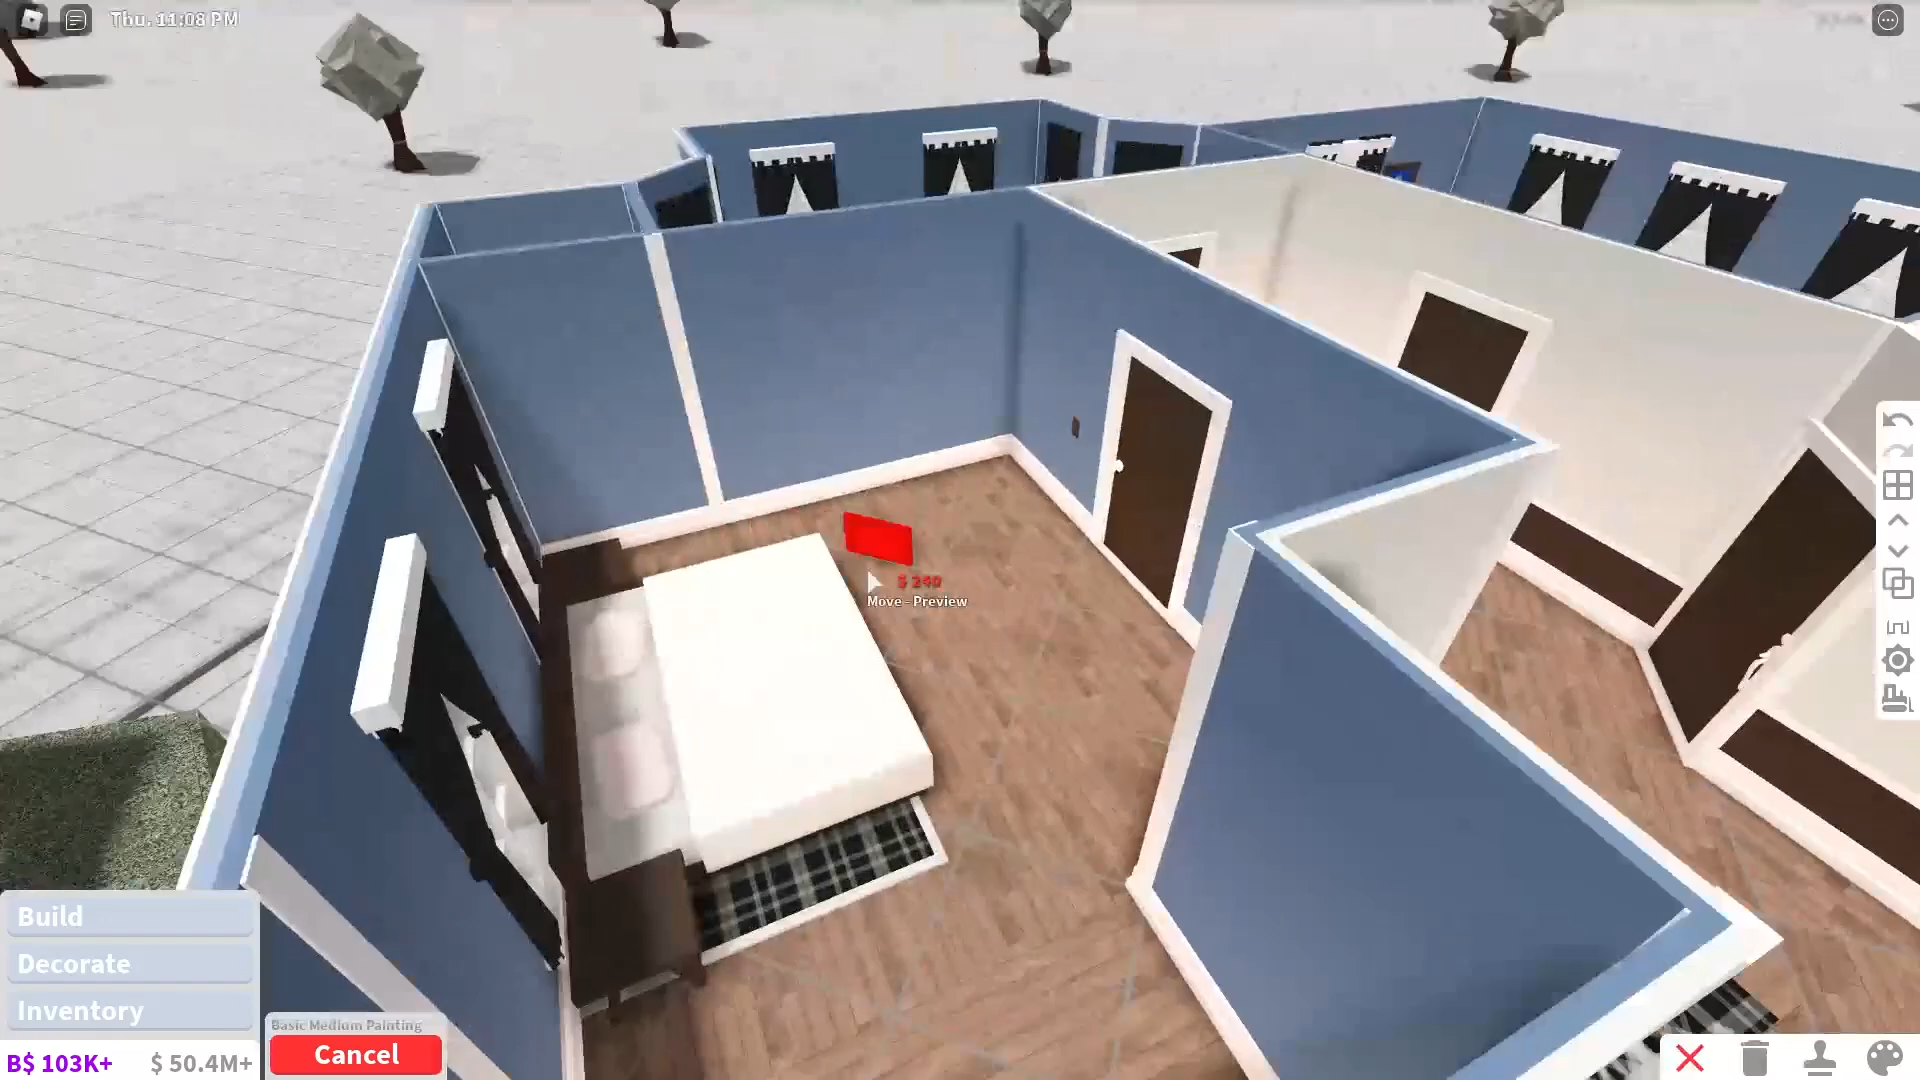 Thu. 11:08 PM
$ 240
Move - Preview
Build
Decorate
Inventory
Basic Medium Painting
Cancel
B$ 103K+
$ 50.4M+